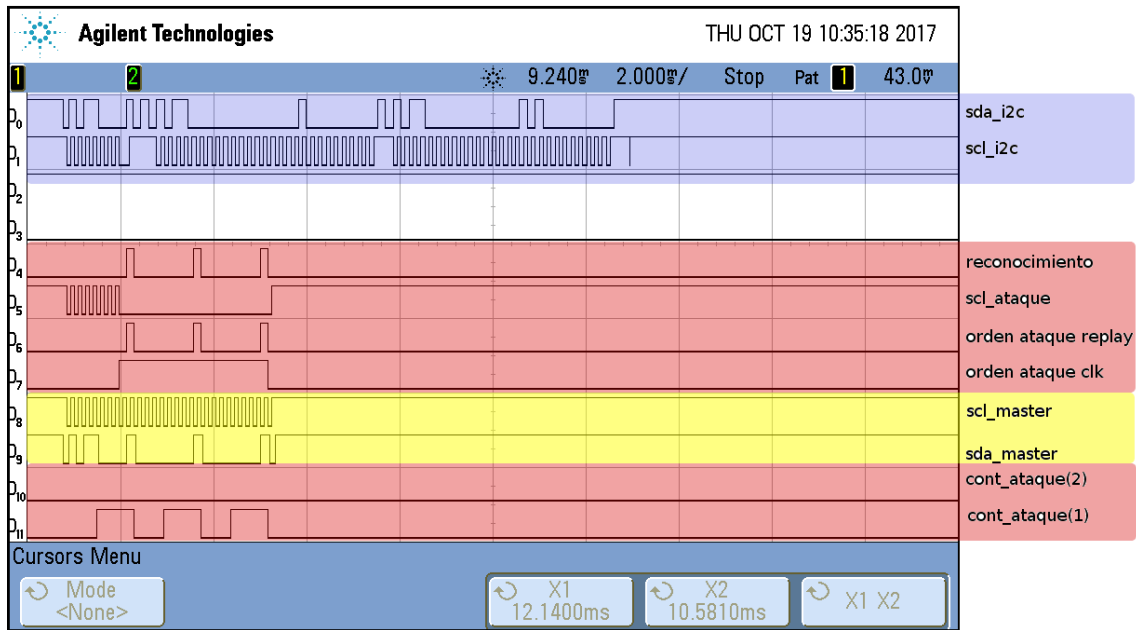 Agilent Technologies
THU OCT 19 10:35:18 2017
1 2 9.240ms 2.000ms/ Stop Pat 1 43.0V
D0 sda_i2c
D1 scl_i2c
D2
D3
D4 reconocimiento
D5 scl_ataque
D6 orden ataque replay
D7 orden ataque clk
D8 scl_master
D9 sda_master
D10 cont_ataque(2)
D11 cont_ataque(1)
Cursors Menu
Mode X1 X2 X1 X2
<None> 12.1400ms 10.5810ms